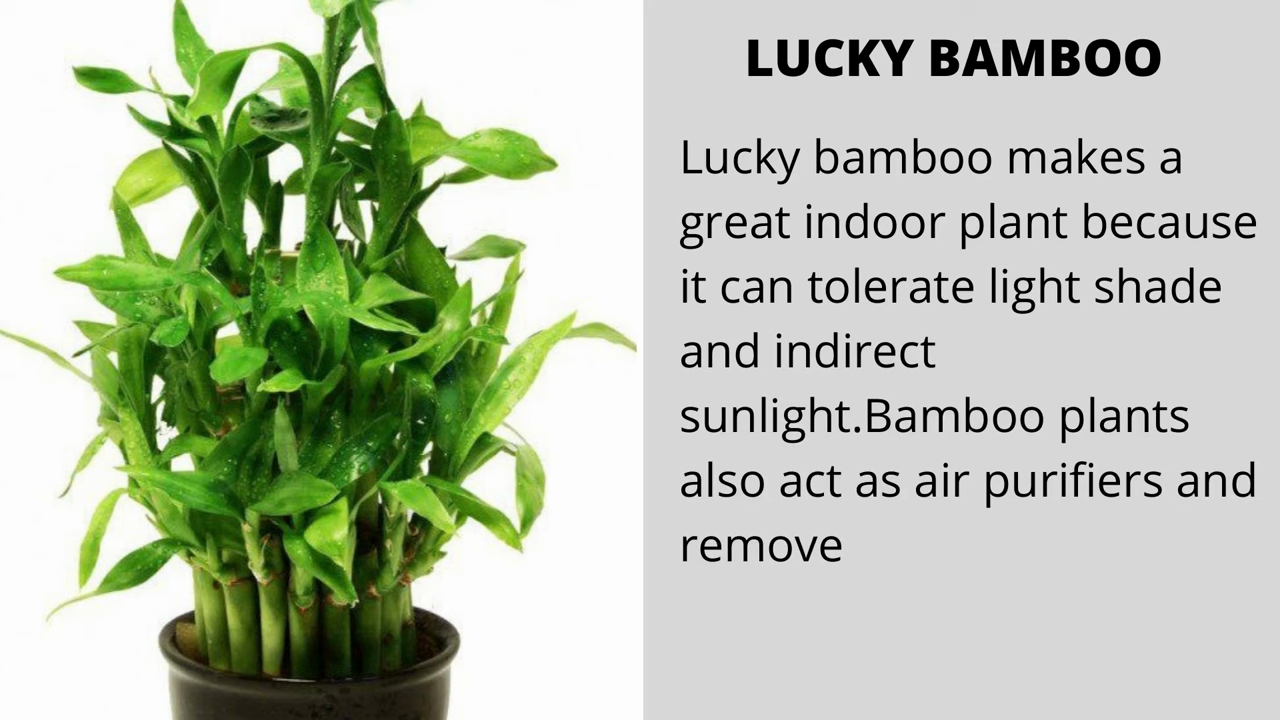 LUCKY BAMBOO
Lucky bamboo makes a
great indoor plant because
it can tolerate light shade
and indirect
sunlight.Bamboo plants
also act as air purifiers and
remove